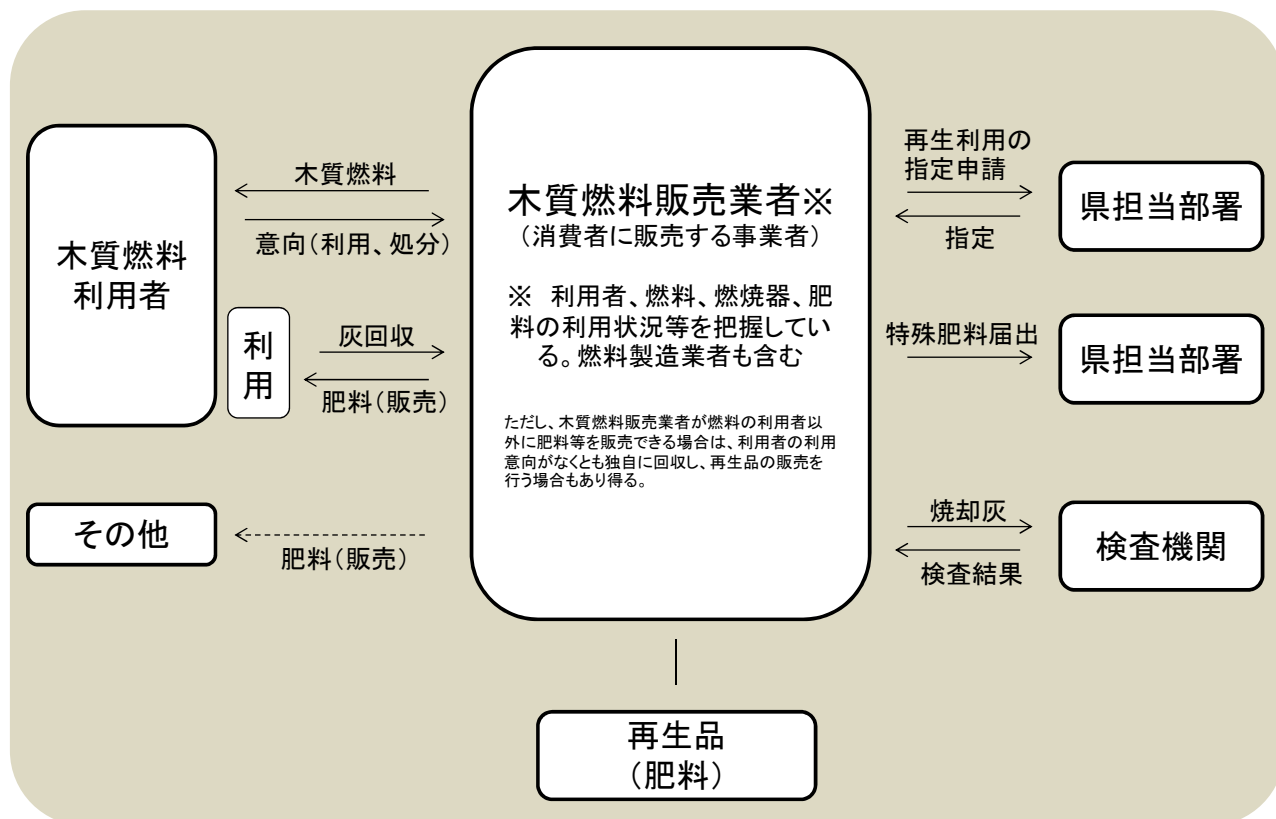 木質燃料
利用者
木質燃料
意向(利用、処分)
利
用
灰回収
肥料(販売)
その他
肥料(販売)
木質燃料販売業者※
(消費者に販売する事業者)
※　利用者、燃料、燃焼器、肥
料の利用状況等を把握してい
る。燃料製造業者も含む
ただし、木質燃料販売業者が燃料の利用者以
外に肥料等を販売できる場合は、利用者の利用
意向がなくとも独自に回収し、再生品の販売を
行う場合もあり得る。
再生利用の
指定申請
指定
県担当部署
特殊肥料届出
県担当部署
焼却灰
検査結果
検査機関
再生品
(肥料)